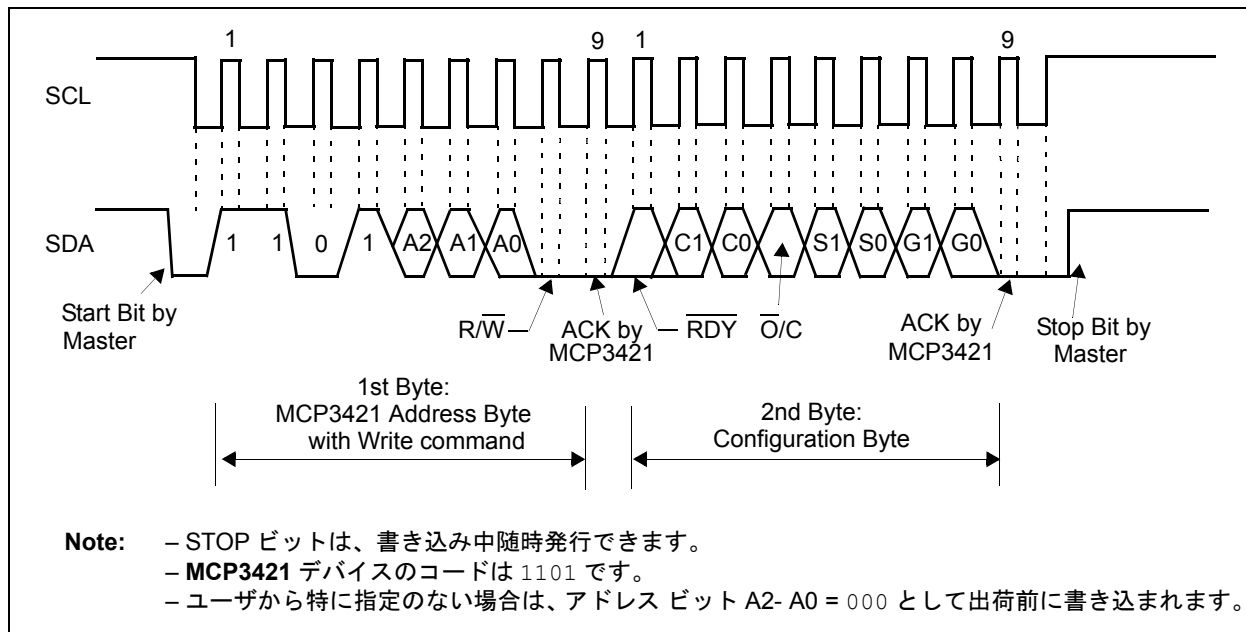 1 9 1 9
SCL
SDA 1 1 0 1 A2 A1 A0 C1 C0 S1 S0 G1 G0
Start Bit by
Master
R/W̅
ACK by
MCP3421
R̅D̅Y̅
O̅/C
ACK by
MCP3421
Stop Bit by
Master
1st Byte:
MCP3421 Address Byte
with Write command
2nd Byte:
Configuration Byte
Note: – STOP ビットは、書き込み中随時発行できます。
– MCP3421 デバイスのコードは 1101 です。
– ユーザから特に指定のない場合は、アドレス ビット A2- A0 = 000 として出荷前に書き込まれます。